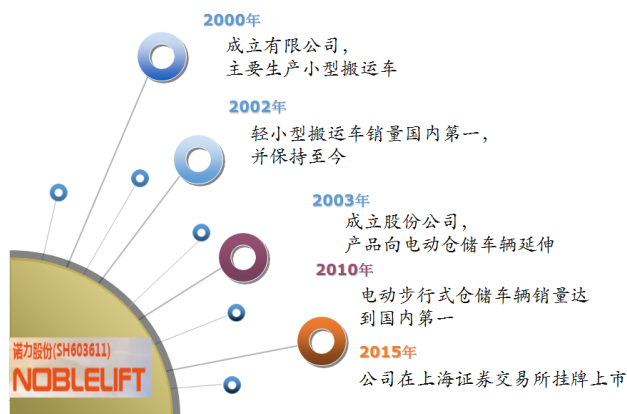 2000年
成立有限公司，
主要生产小型搬运车
2002年
轻小型搬运车销量国内第一，
并保持至今
2003年
成立股份公司，
产品向电动仓储车辆延伸
2010年
电动步行式仓储车辆销量达
到国内第一
2015年
公司在上海证券交易所挂牌上市
诺力股份(SH603611)
NOBLELIFT